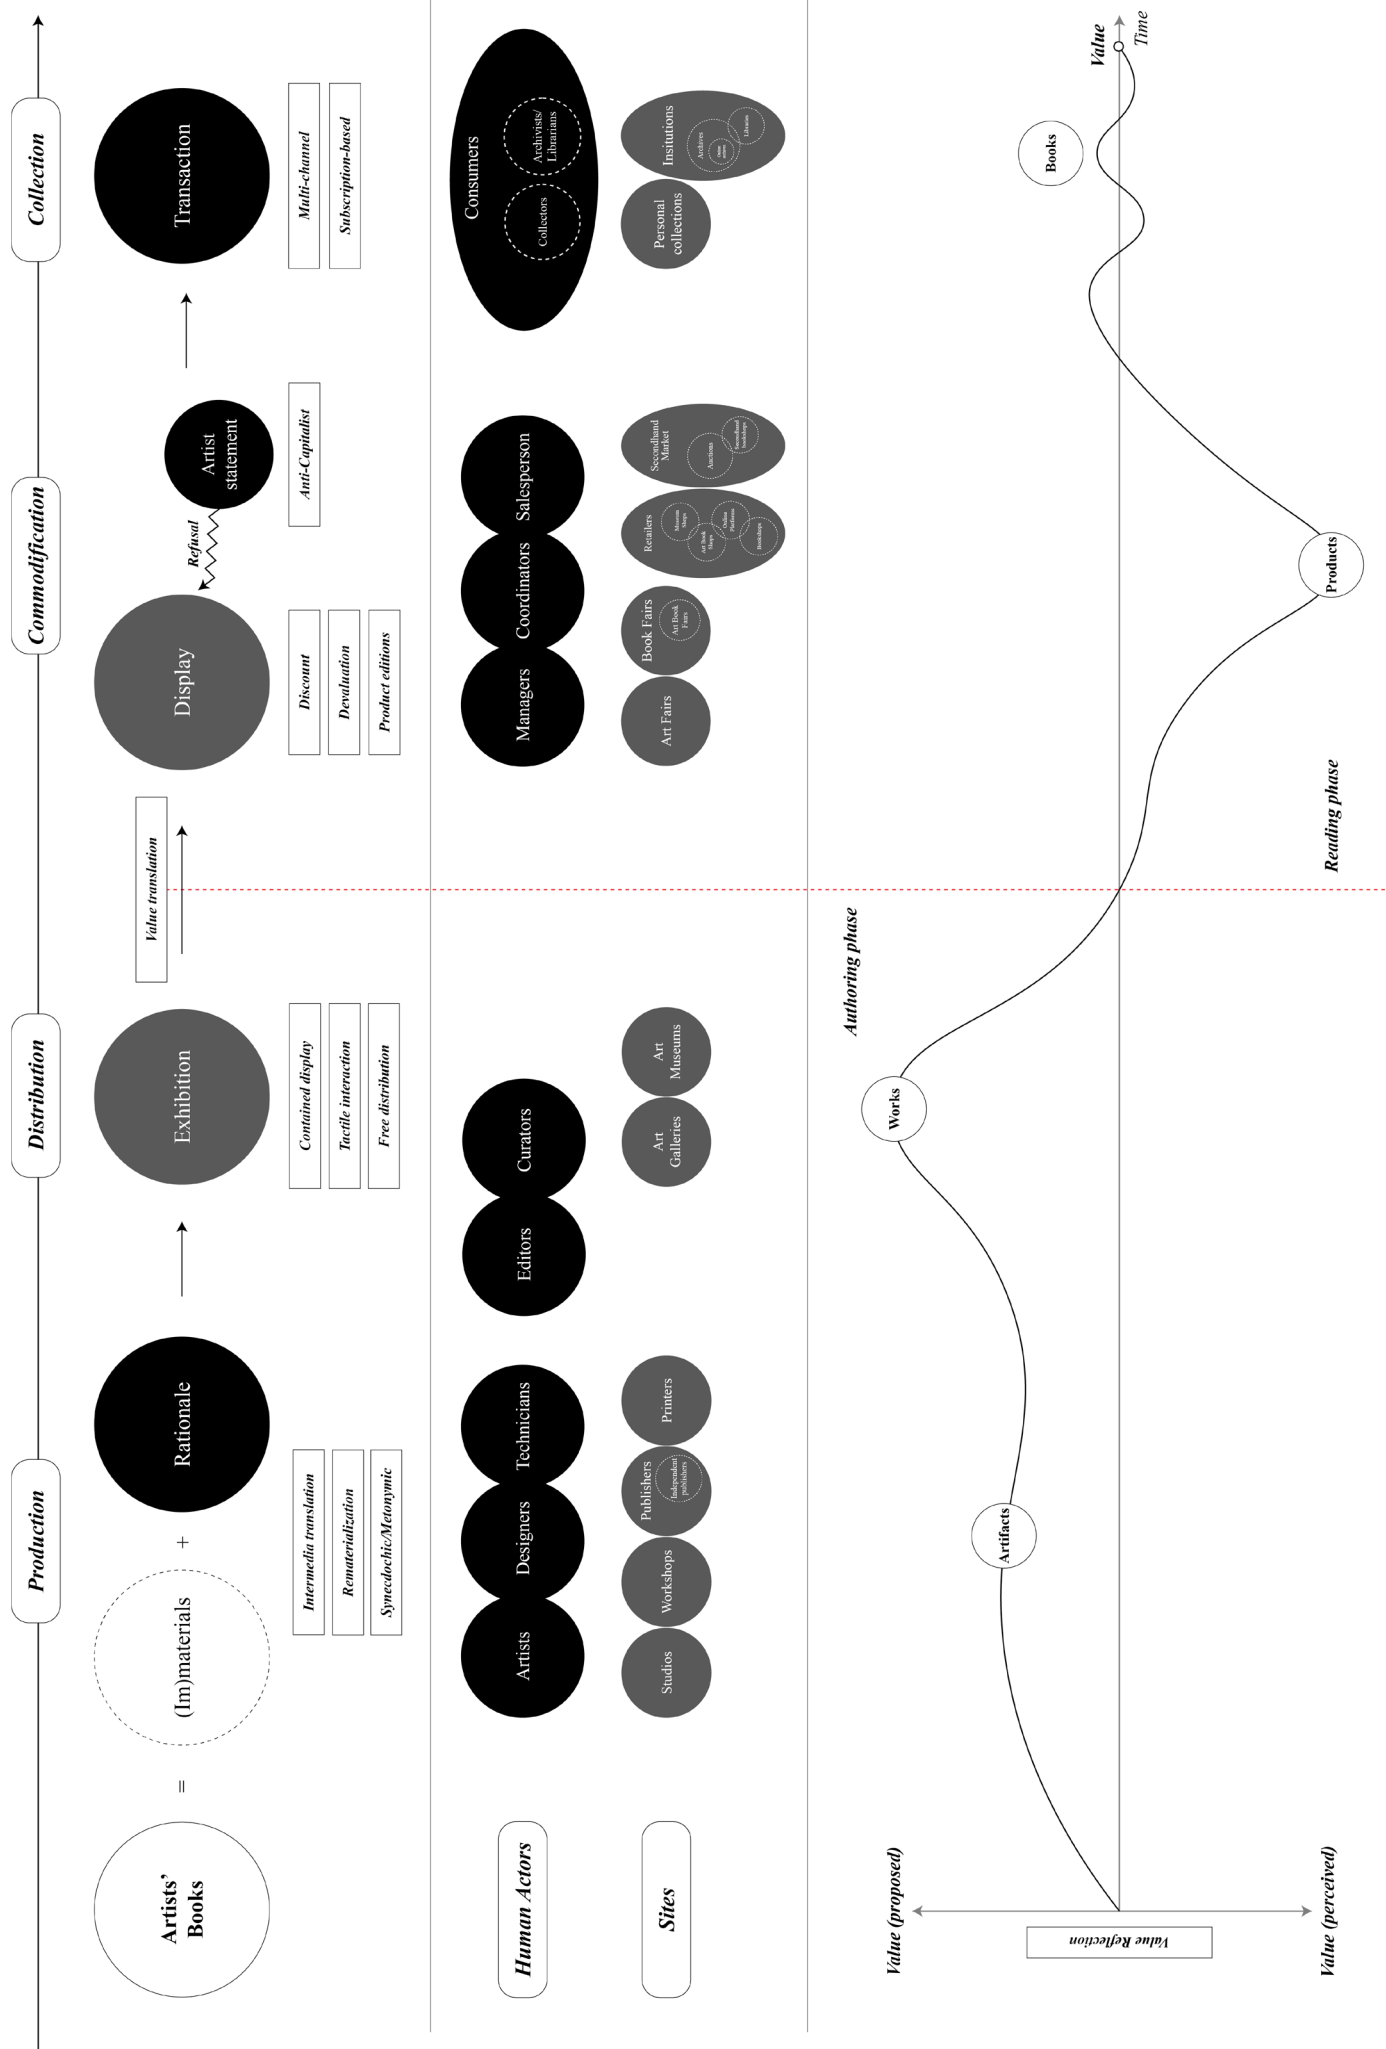 Production
Distribution
Commodification
Collection
Artists'
Books
=
(Im)materials
+
Rationale
Exhibition
Value translation
Display
Refusal
Artist
statement
Transaction
Intermedia translation
Rematerialization
Synecdochic/Metonymic
Contained display
Tactile interaction
Free distribution
Discount
Devaluation
Product editions
Anti-Capitalist
Multi-channel
Subscription-based
Human Actors
Artists
Designers
Technicians
Editors
Curators
Managers
Coordinators
Salesperson
Consumers
Collectors
Archivists/
Librarians
Sites
Studios
Workshops
Publishers
Independent
publishers
Printers
Art
Galleries
Art
Museums
Art Fairs
Book Fairs
Art Book
Fairs
Retailers
Museum
Shops
Art Book
Shops
Online
Platforms
Bookshops
Secondhand
Market
Auctions
Secondhand
bookshops
Personal
collections
Insitutions
Archives
Libraries
Value (proposed)
Value Reflection
Value (perceived)
Artifacts
Works
Authoring phase
Reading phase
Products
Books
Value
Time